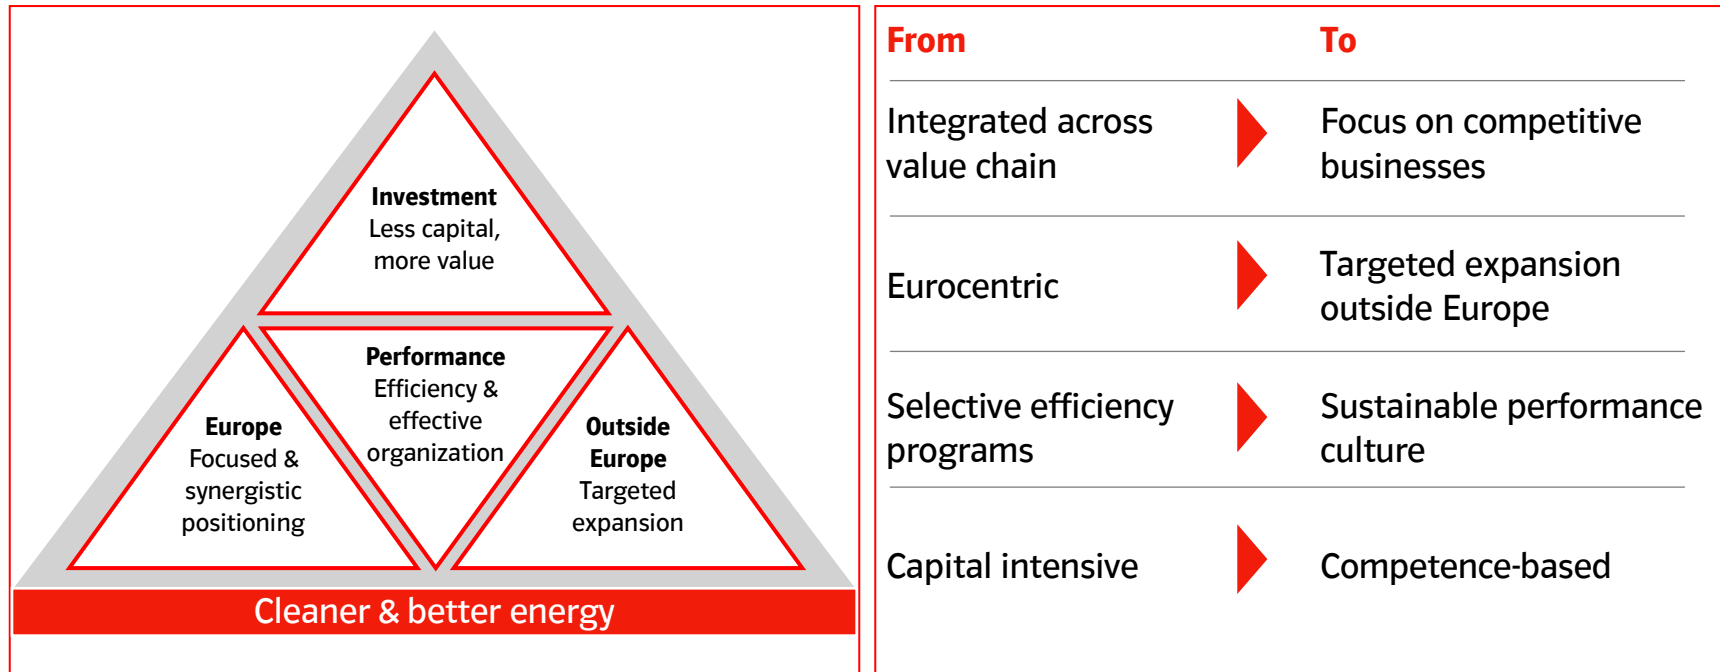 Investment
Less capital,
more value
Performance
Efficiency &
effective
organization
Europe
Focused &
synergistic
positioning
Outside
Europe
Targeted
expansion
Cleaner & better energy
From
To
Integrated across
value chain
Focus on competitive
businesses
Eurocentric
Targeted expansion
outside Europe
Selective efficiency
programs
Sustainable performance
culture
Capital intensive
Competence-based